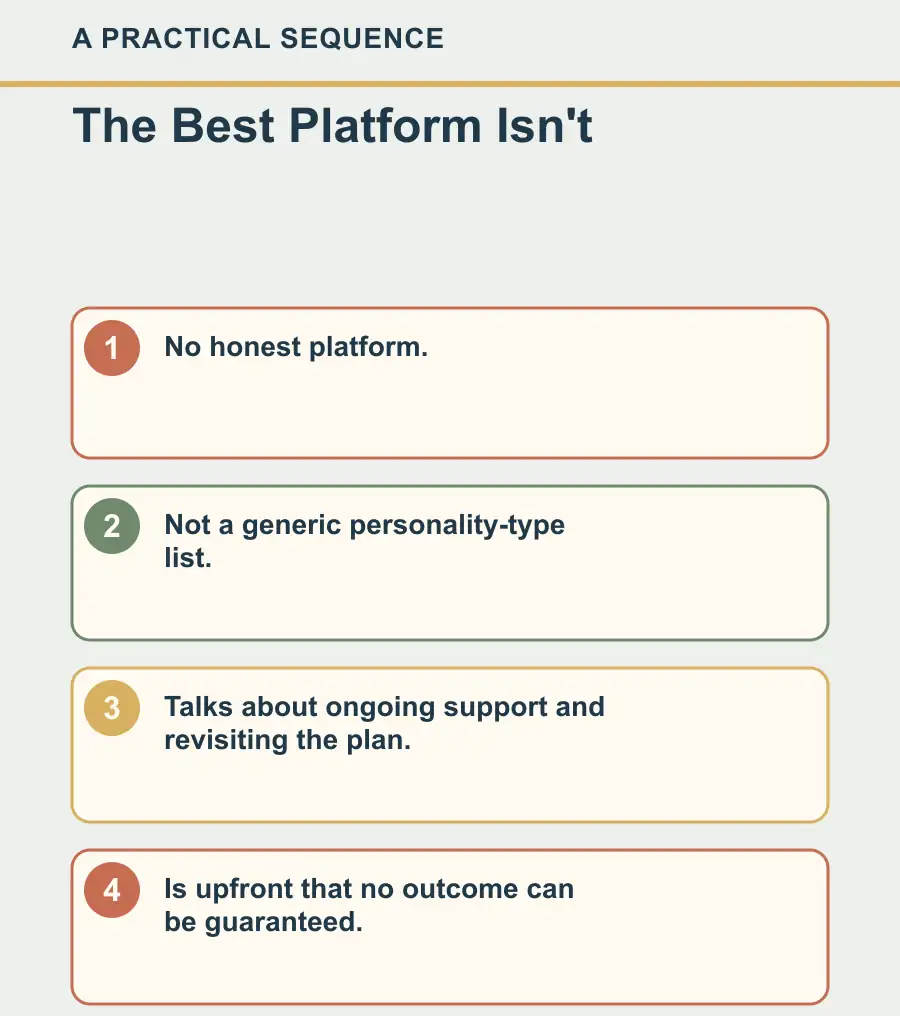 A PRACTICAL SEQUENCE
The Best Platform Isn't
1
No honest platform.
2
Not a generic personality-type
list.
3
Talks about ongoing support and
revisiting the plan.
4
Is upfront that no outcome can
be guaranteed.